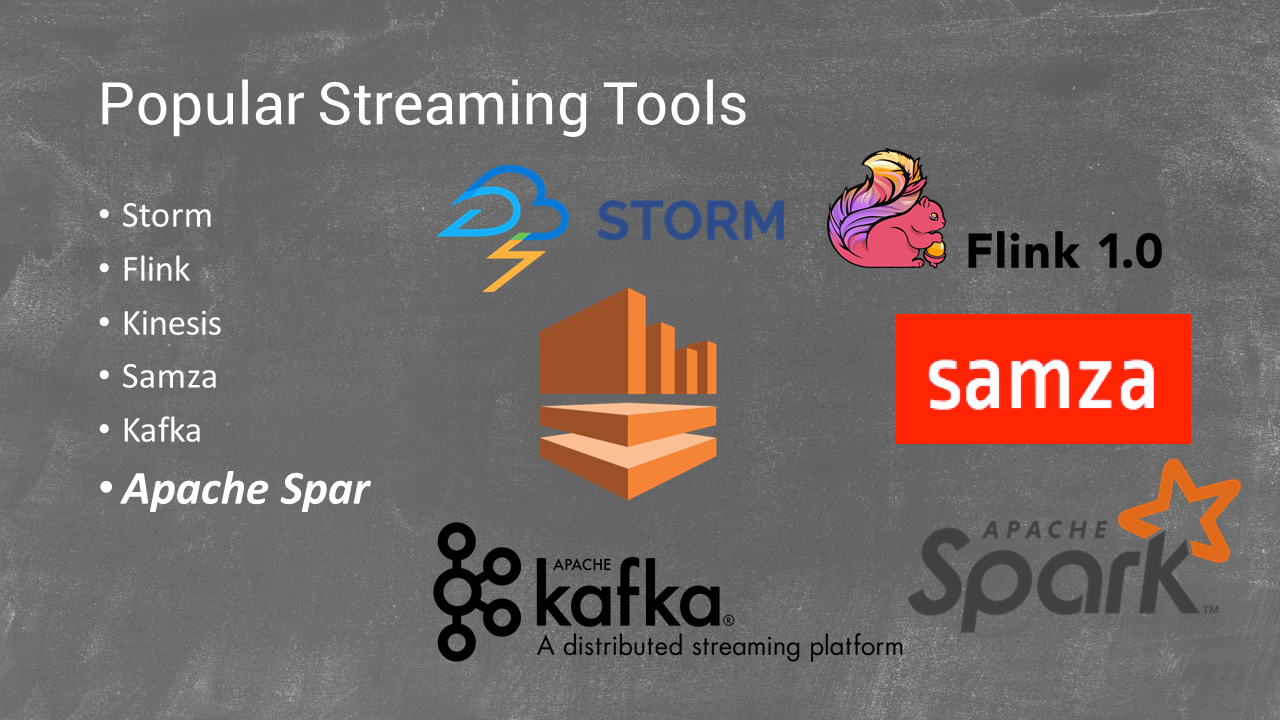 Popular Streaming Tools
• Storm
• Flink
• Kinesis
• Samza
• Kafka
• Apache Spar
STORM
Flink 1.0
samza
APACHE
Spark™
APACHE
kafka®
A distributed streaming platform